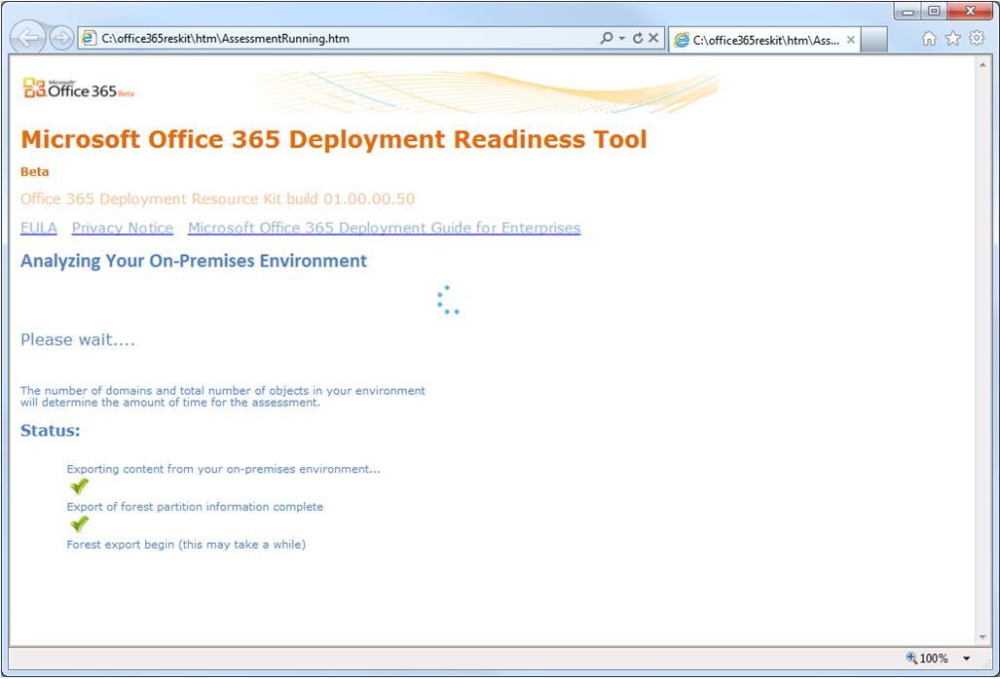 C:\office365reskit\htm\AssessmentRunning.htm
C:\office365reskit\htm\Ass...
Microsoft®
Office 365 Beta
Microsoft Office 365 Deployment Readiness Tool
Beta
Office 365 Deployment Resource Kit build 01.00.00.50
EULA Privacy Notice Microsoft Office 365 Deployment Guide for Enterprises
Analyzing Your On-Premises Environment
Please wait....
The number of domains and total number of objects in your environment
will determine the amount of time for the assessment.
Status:
Exporting content from your on-premises environment...
Export of forest partition information complete
Forest export begin (this may take a while)
100%